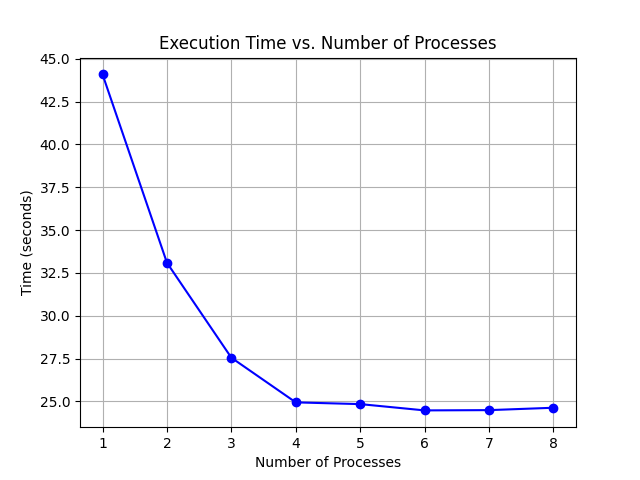 Execution Time vs. Number of Processes
45.0
42.5
40.0
37.5
35.0
32.5
30.0
27.5
25.0
Time (seconds)
1 2 3 4 5 6 7 8
Number of Processes